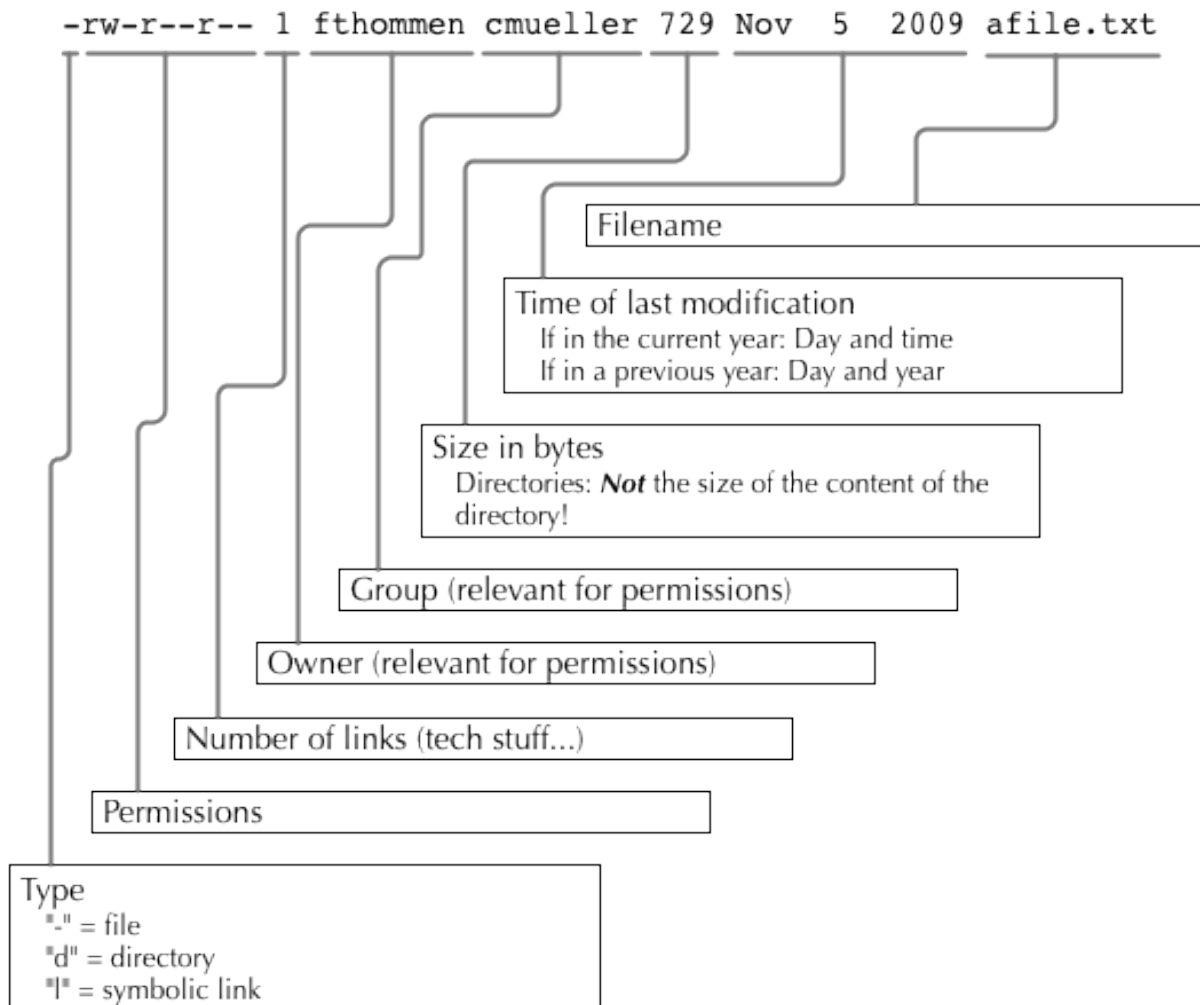 -rw-r--r-- 1 fthommen cmueller 729 Nov 5 2009 afile.txt
Filename
Time of last modification
If in the current year: Day and time
If in a previous year: Day and year
Size in bytes
Directories: Not the size of the content of the
directory!
Group (relevant for permissions)
Owner (relevant for permissions)
Number of links (tech stuff...)
Permissions
Type
"-" = file
"d" = directory
"l" = symbolic link